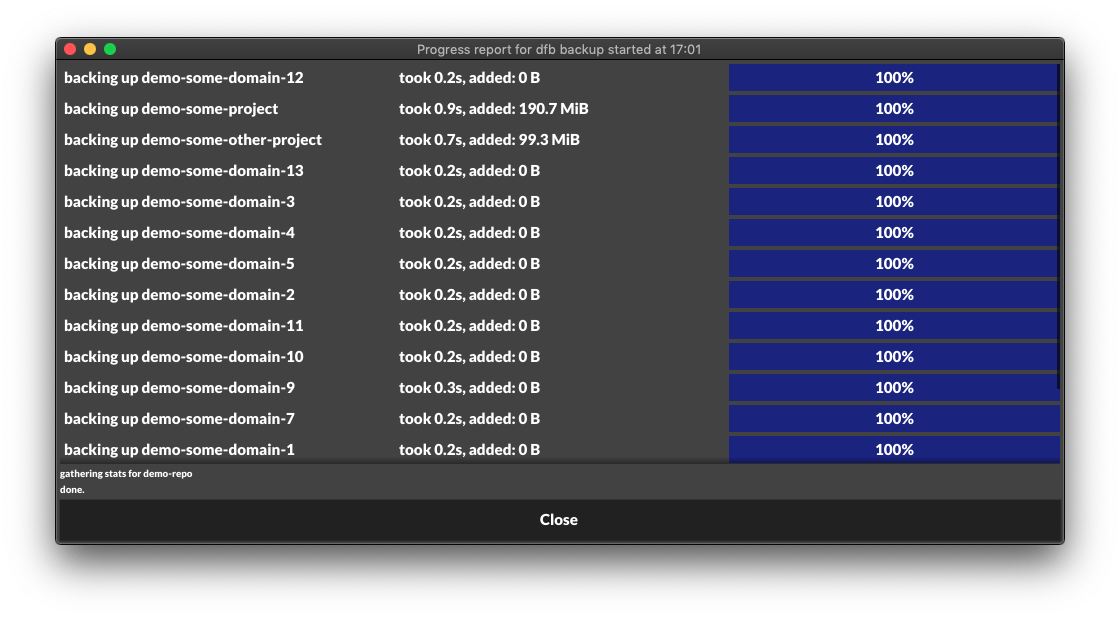 Progress report for dfb backup started at 17:01
backing up demo-some-domain-12 took 0.2s, added: 0 B 100%
backing up demo-some-project took 0.9s, added: 190.7 MiB 100%
backing up demo-some-other-project took 0.7s, added: 99.3 MiB 100%
backing up demo-some-domain-13 took 0.2s, added: 0 B 100%
backing up demo-some-domain-3 took 0.2s, added: 0 B 100%
backing up demo-some-domain-4 took 0.2s, added: 0 B 100%
backing up demo-some-domain-5 took 0.2s, added: 0 B 100%
backing up demo-some-domain-2 took 0.2s, added: 0 B 100%
backing up demo-some-domain-11 took 0.2s, added: 0 B 100%
backing up demo-some-domain-10 took 0.2s, added: 0 B 100%
backing up demo-some-domain-9 took 0.3s, added: 0 B 100%
backing up demo-some-domain-7 took 0.2s, added: 0 B 100%
backing up demo-some-domain-1 took 0.2s, added: 0 B 100%
gathering stats for demo-repo
done.
Close